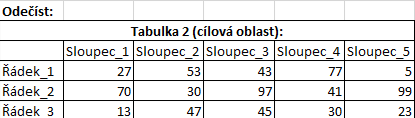 Odečíst:
Tabulka 2 (cílová oblast):
Sloupec_1 Sloupec_2 Sloupec_3 Sloupec_4 Sloupec_5
Řádek_1 27 53 43 77 5
Řádek_2 70 30 97 41 99
Řádek_3 13 47 45 30 23